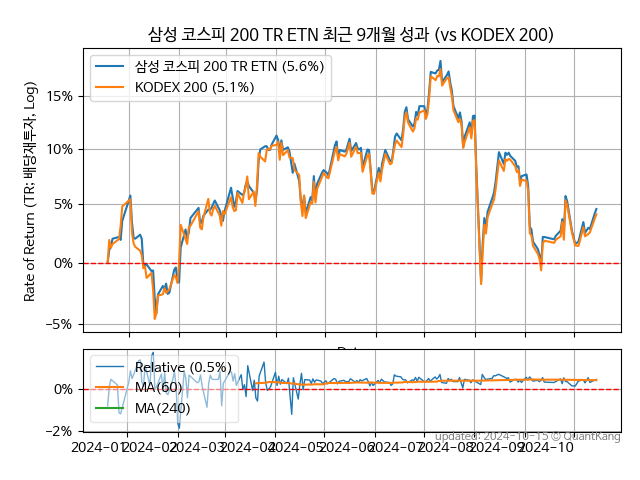 삼성 코스피 200 TR ETN 최근 9개월 성과 (vs KODEX 200)
삼성 코스피 200 TR ETN (5.6%)
KODEX 200 (5.1%)
Rate of Return (TR: 배당재투자, Log)
15%
10%
5%
0%
−5%
Relative (0.5%)
MA(60)
MA(240)
0%
−2%
2024−01
2024−02
2024−03
2024−04
2024−05
2024−06
2024−07
2024−08
2024−09
2024−10
updated: 2024-10-15 © QuantKang